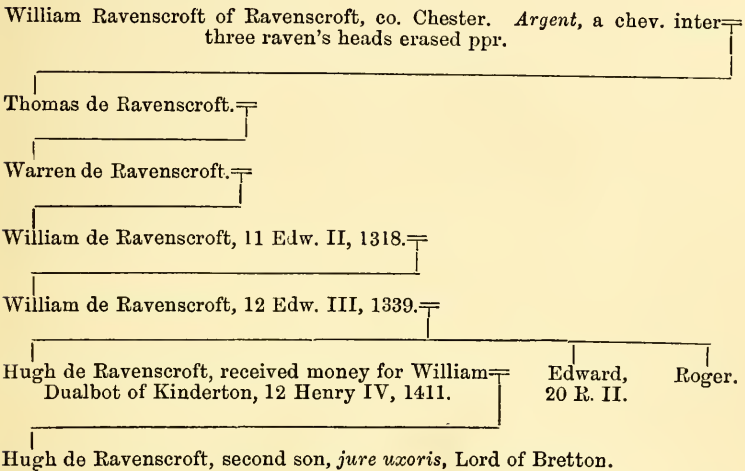 William Ravenscroft of Ravenscroft, co. Chester. Argent, a chev. inter
three raven's heads erased ppr.
Thomas de Ravenscroft.
Warren de Ravenscroft.
William de Ravenscroft, 11 Edw. II, 1318.
William de Ravenscroft, 12 Edw. III, 1339.
Hugh de Ravenscroft, received money for William
Dualbot of Kinderton, 12 Henry IV, 1411.
Edward,
20 R. II.
Roger.
Hugh de Ravenscroft, second son, jure uxoris, Lord of Bretton.